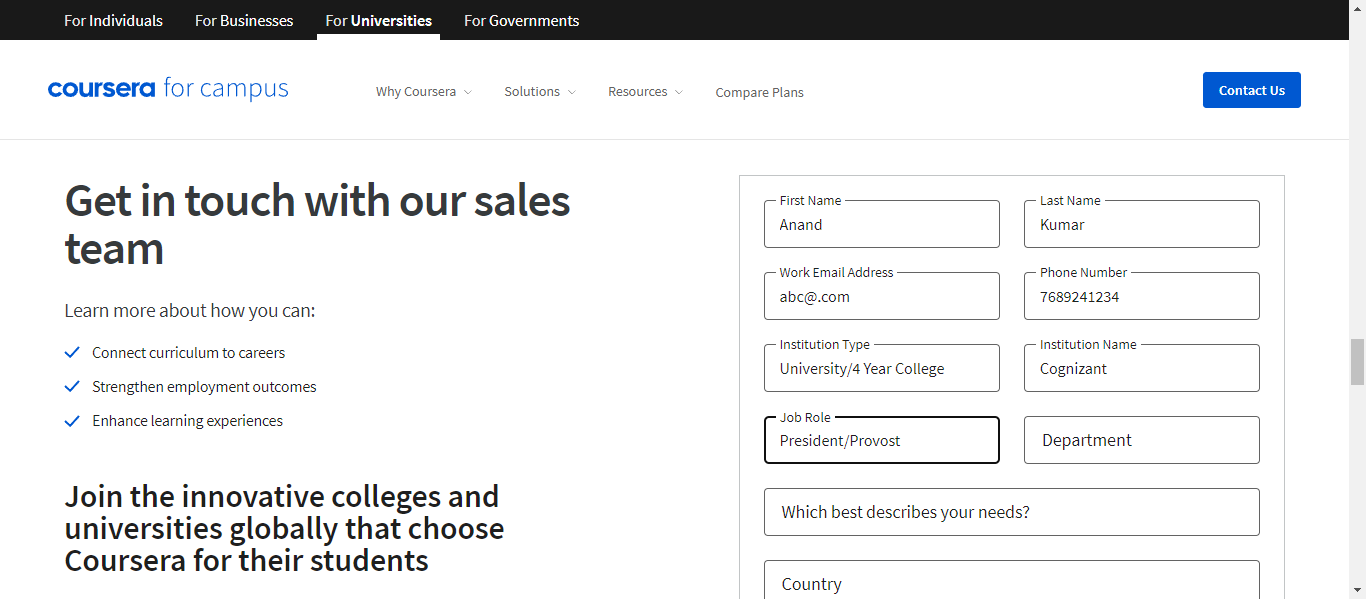 For Individuals For Businesses For Universities For Governments
coursera for campus Why Coursera Solutions Resources Compare Plans Contact Us
Get in touch with our sales
team
Learn more about how you can:
Connect curriculum to careers
Strengthen employment outcomes
Enhance learning experiences
Join the innovative colleges and
universities globally that choose
Coursera for their students
First Name Last Name
Anand Kumar
Work Email Address Phone Number
abc@.com 7689241234
Institution Type Institution Name
University/4 Year College Cognizant
Job Role
President/Provost Department
Which best describes your needs?
Country